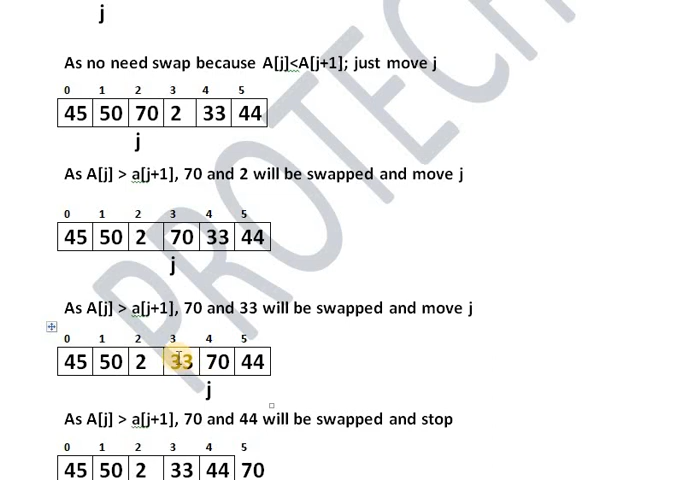 j
As no need swap because A[j]<A[j+1]; just move j
0 1 2 3 4 5
45 50 70 2 33 44
j
As A[j] > a[j+1], 70 and 2 will be swapped and move j
0 1 2 3 4 5
45 50 2 70 33 44
j
As A[j] > a[j+1], 70 and 33 will be swapped and move j
0 1 2 3 4 5
45 50 2 33 70 44
j
As A[j] > a[j+1], 70 and 44 will be swapped and stop
0 1 2 3 4 5
45 50 2 33 44 70
PROTECH